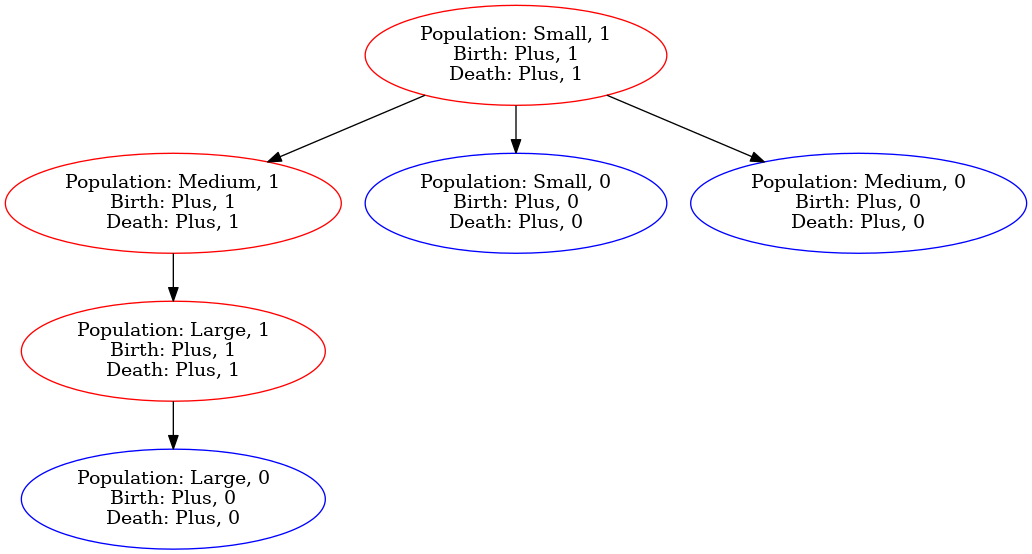 Population: Small, 1
Birth: Plus, 1
Death: Plus, 1
Population: Medium, 1
Birth: Plus, 1
Death: Plus, 1
Population: Small, 0
Birth: Plus, 0
Death: Plus, 0
Population: Medium, 0
Birth: Plus, 0
Death: Plus, 0
Population: Large, 1
Birth: Plus, 1
Death: Plus, 1
Population: Large, 0
Birth: Plus, 0
Death: Plus, 0